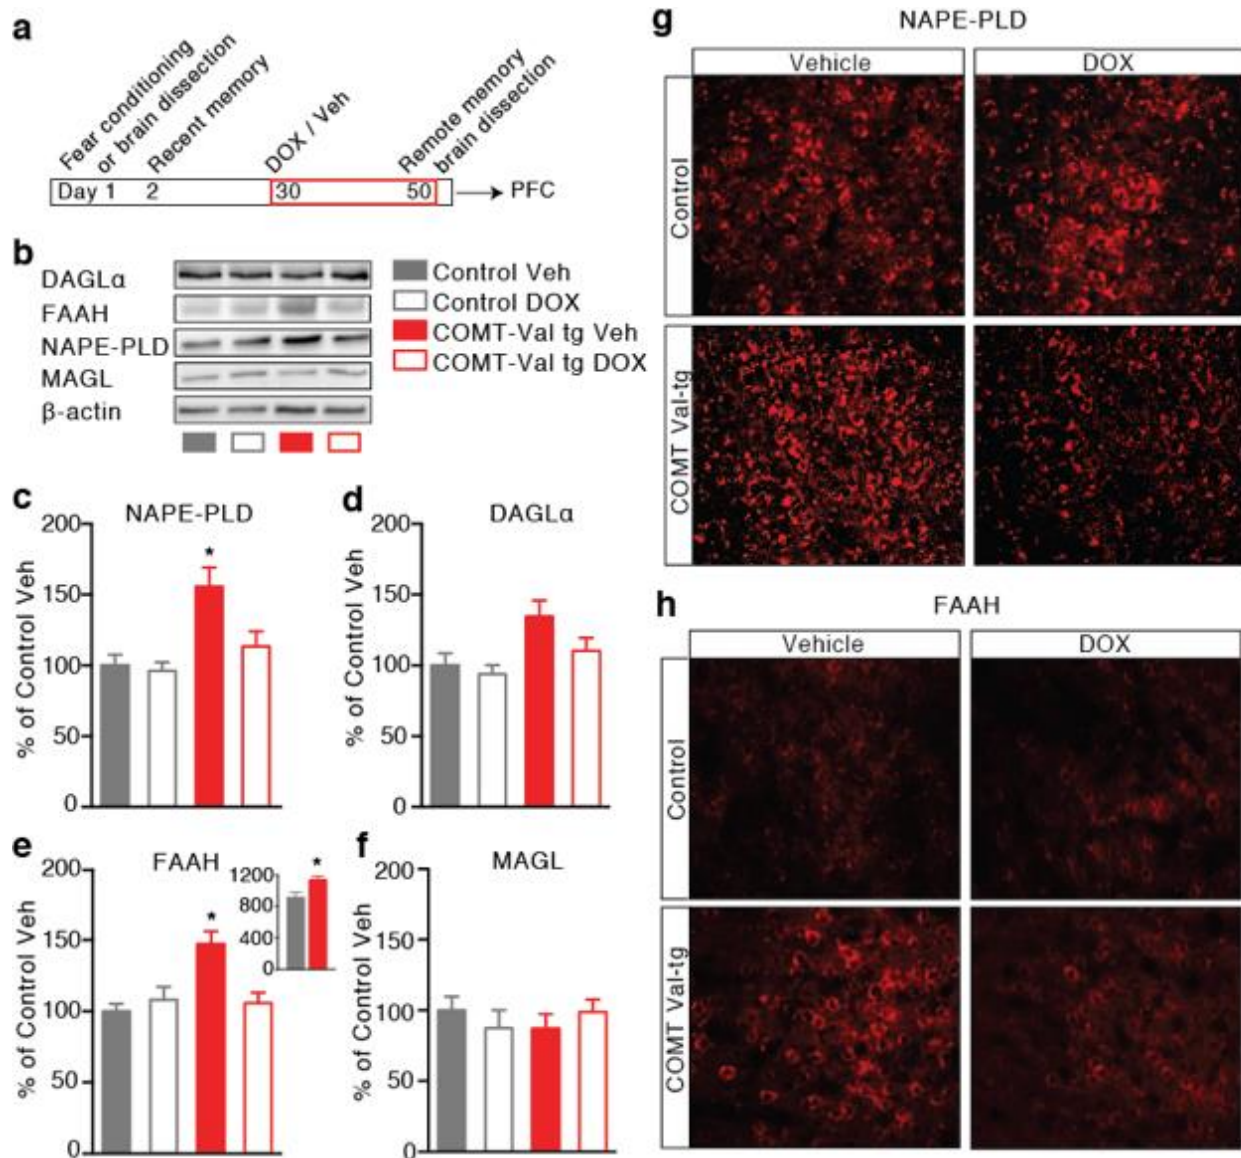 a
Fear conditioning
or brain dissection
Recent memory
DOX / Veh
Remote memory
brain dissection
Day 1 2 30 50 PFC
b
DAGLα
FAAH
NAPE-PLD
MAGL
β-actin
Control Veh
Control DOX
COMT-Val tg Veh
COMT-Val tg DOX
c
NAPE-PLD
% of Control Veh
200
150
100
50
0
*
d
DAGLα
% of Control Veh
200
150
100
50
0
e
FAAH
% of Control Veh
200
150
100
50
0
*
1200
800
400
0
*
f
MAGL
% of Control Veh
200
150
100
50
0
g
NAPE-PLD
Vehicle DOX
Control
COMT Val-tg
h
FAAH
Vehicle DOX
Control
COMT Val-tg